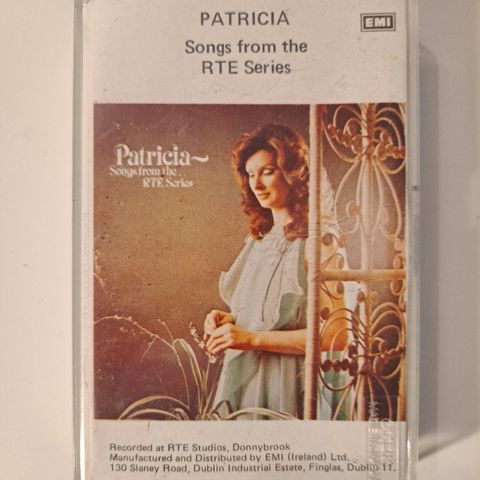 PATRICIA
EMI
Songs from the
RTE Series
Patricia~
Songs from the
RTE Series
Recorded at RTE Studios, Donnybrook
Manufactured and Distributed by EMI (Ireland) Ltd.
130 Slaney Road, Dublin Industrial Estate, Finglas, Dublin 11.